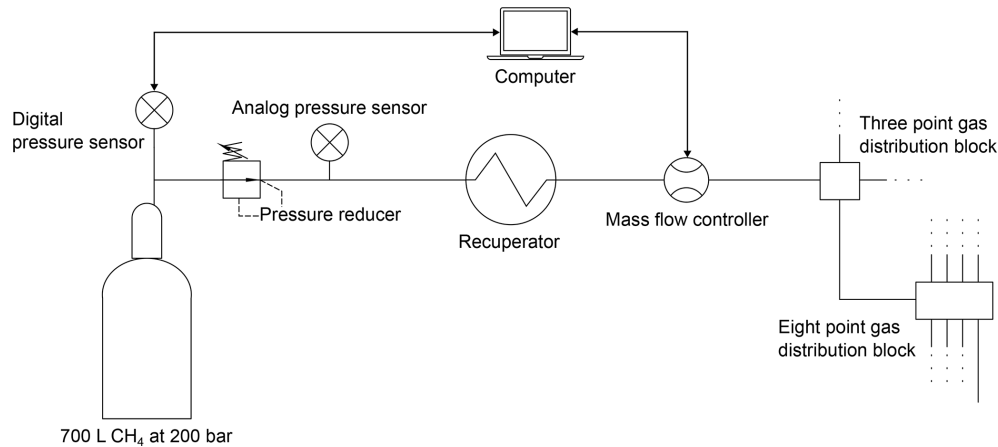 Computer
Digital
pressure sensor
Analog pressure sensor
Three point gas
distribution block
Pressure reducer
Mass flow controller
Recuperator
Eight point gas
distribution block
700 L CH₄ at 200 bar